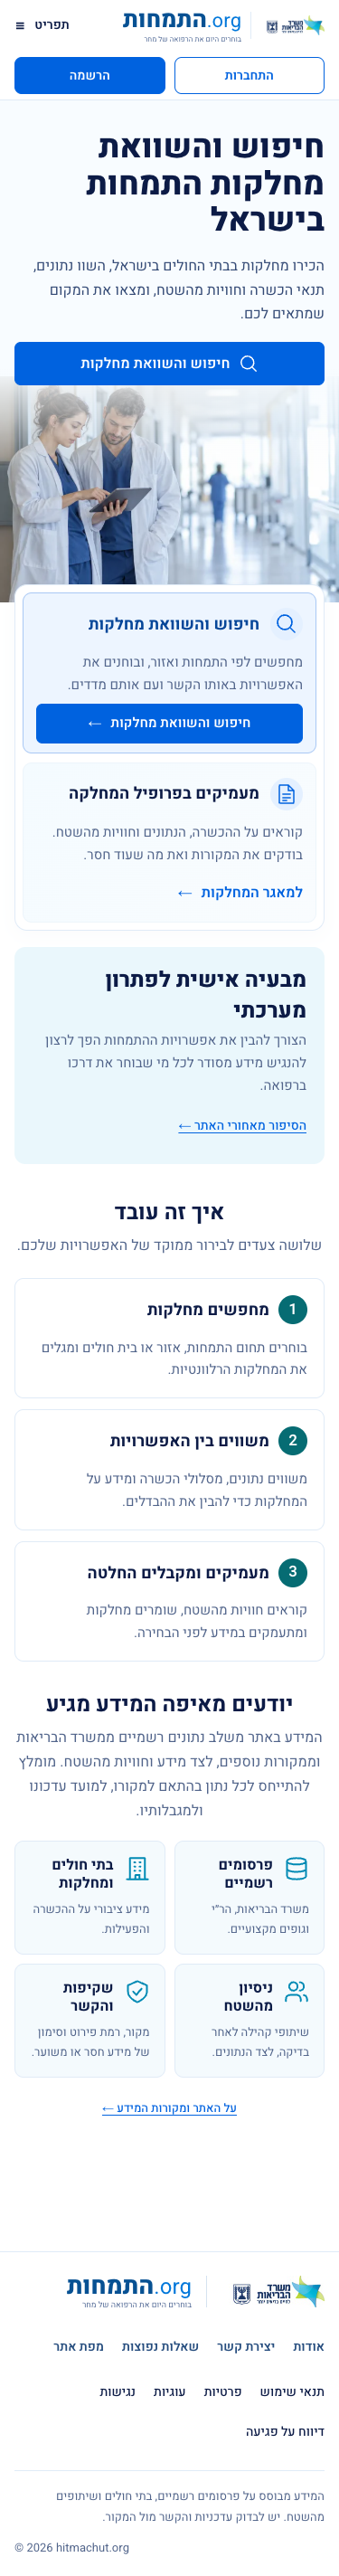 התמחות.org
בוחרים היום את הרפואה של מחר
תפריט
התחברות
הרשמה
חיפוש והשוואת
מחלקות התמחות
בישראל
הכירו מחלקות בבתי החולים בישראל, השוו נתונים,
תנאי הכשרה וחוויות מהשטח, ומצאו את המקום
שמתאים לכם.
חיפוש והשוואת מחלקות
חיפוש והשוואת מחלקות
מחפשים לפי התמחות ואזור, ובוחנים את
האפשרויות באותו הקשר ועם אותם מדדים.
חיפוש והשוואת מחלקות ←
מעמיקים בפרופיל המחלקה
קוראים על ההכשרה, הנתונים וחוויות מהשטח.
בודקים את המקורות ואת מה שעוד חסר.
למאגר המחלקות ←
מבעיה אישית לפתרון
מערכתי
הצורך להבין את אפשרויות ההתמחות הפך לרצון
להנגיש מידע מסודר לכל מי שבוחר את דרכו
ברפואה.
הסיפור מאחורי האתר ←
איך זה עובד
שלושה צעדים לבירור ממוקד של האפשרויות שלכם.
1 מחפשים מחלקות
בוחרים תחום התמחות, אזור או בית חולים ומגלים
את המחלקות הרלוונטיות.
2 משווים בין האפשרויות
משווים נתונים, מסלולי הכשרה ומידע על
המחלקות כדי להבין את ההבדלים.
3 מעמיקים ומקבלים החלטה
קוראים חוויות מהשטח, שומרים מחלקות
ומתעמקים במידע לפני הבחירה.
יודעים מאיפה המידע מגיע
המידע באתר משלב נתונים רשמיים ממשרד הבריאות
וממקורות נוספים, לצד מידע וחוויות מהשטח. מומלץ
להתייחס לכל נתון בהתאם למקורו, למועד עדכונו
ולמגבלותיו.
פרסומים
רשמיים
משרד הבריאות, הר״י
וגופים מקצועיים.
בתי חולים
ומחלקות
מידע ציבורי על ההכשרה
והפעילות.
ניסיון
מהשטח
שיתופי קהילה לאחר
בדיקה, לצד הנתונים.
שקיפות
והקשר
מקור, רמת פירוט וסימון
של מידע חסר או משוער.
על האתר ומקורות המידע ←
משרד
הבריאות
התמחות.org
בוחרים היום את הרפואה של מחר
אודות יצירת קשר שאלות נפוצות מפת אתר
תנאי שימוש פרטיות עוגיות נגישות
דיווח על פגיעה
המידע מבוסס על פרסומים רשמיים, בתי חולים ושיתופים
מהשטח. יש לבדוק עדכניות והקשר מול המקור.
© 2026 hitmachut.org